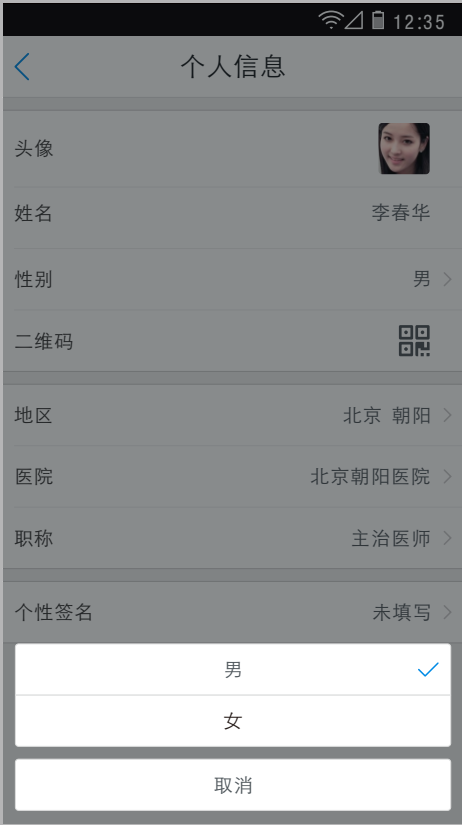 12:35
个人信息
头像
姓名 李春华
性别 男
二维码
地区 北京 朝阳
医院 北京朝阳医院
职称 主治医师
个性签名 未填写
男
女
取消